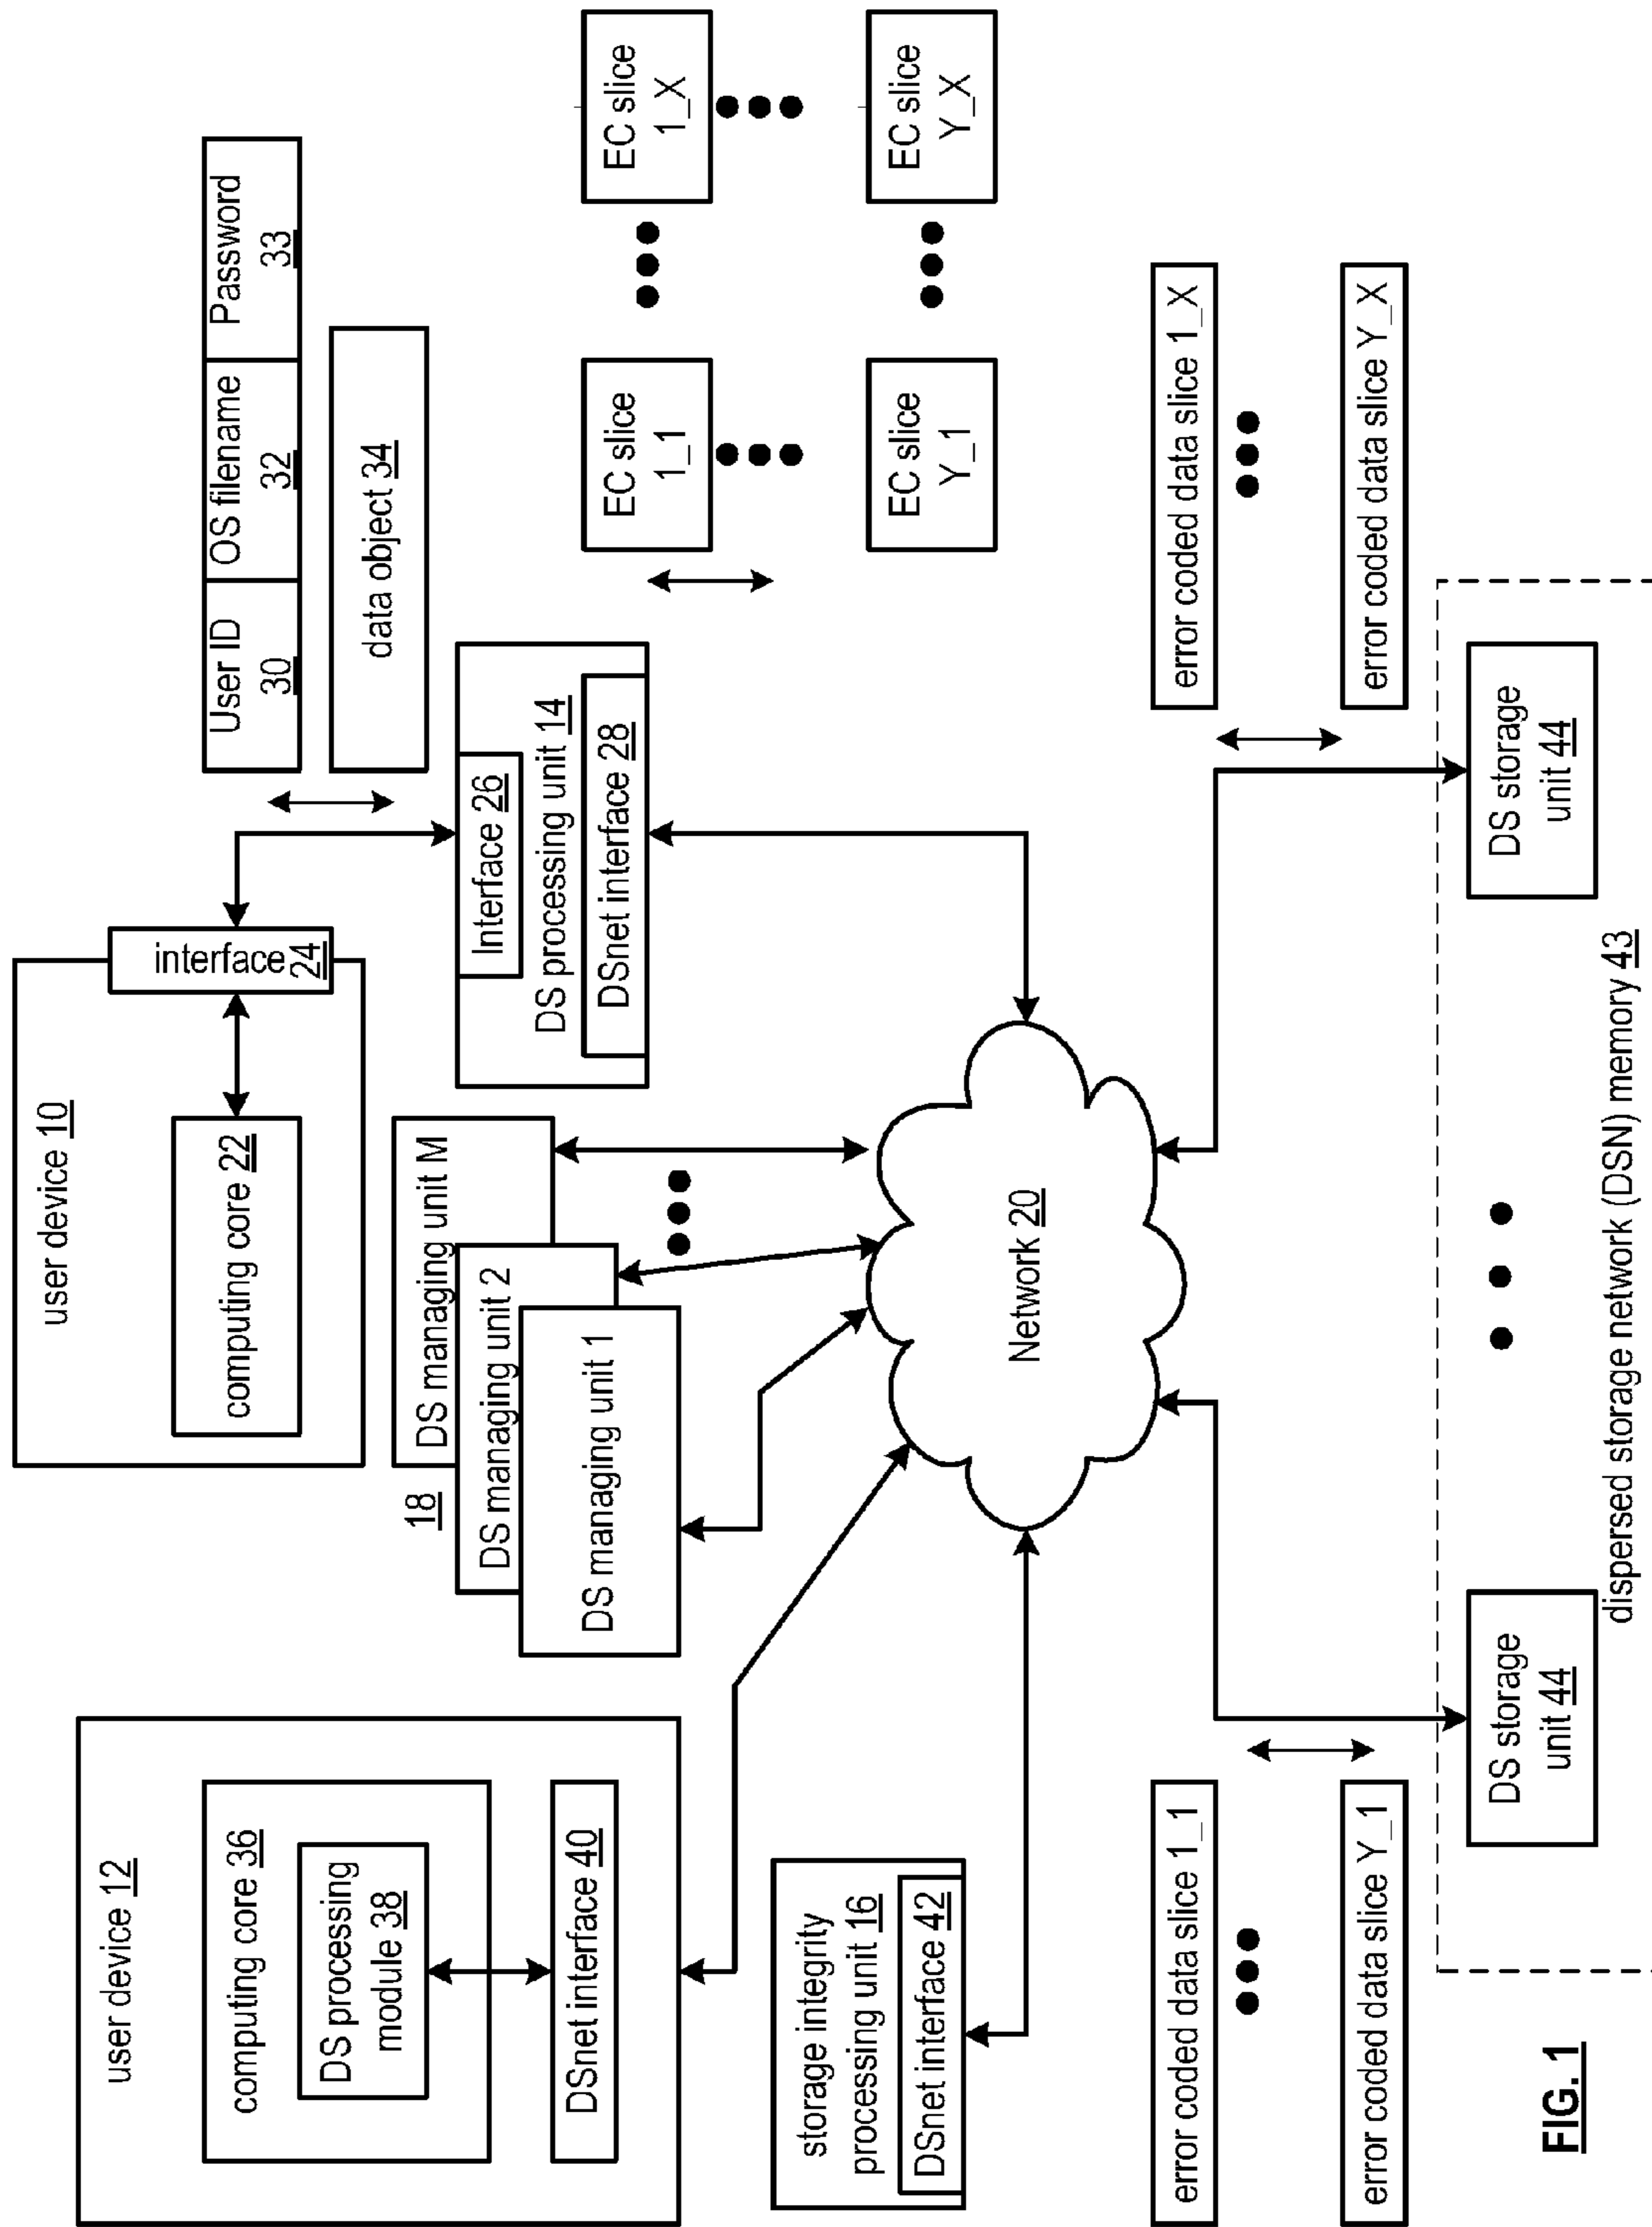 user device 12
computing core 36
DS processing
module 38
DSnet interface 40
user device 10
computing core 22
interface 24
User ID
30
OS filename
32
Password
33
data object 34
18
DS managing unit M
DS managing unit 2
DS managing unit 1
Interface 26
DS processing unit 14
DSnet interface 28
EC slice
1_1
EC slice
1_X
EC slice
Y_1
EC slice
Y_X
storage integrity
processing unit 16
DSnet interface 42
Network 20
error coded data slice 1_1
error coded data slice Y_1
error coded data slice 1_X
error coded data slice Y_X
DS storage
unit 44
DS storage
unit 44
dispersed storage network (DSN) memory 43
FIG. 1